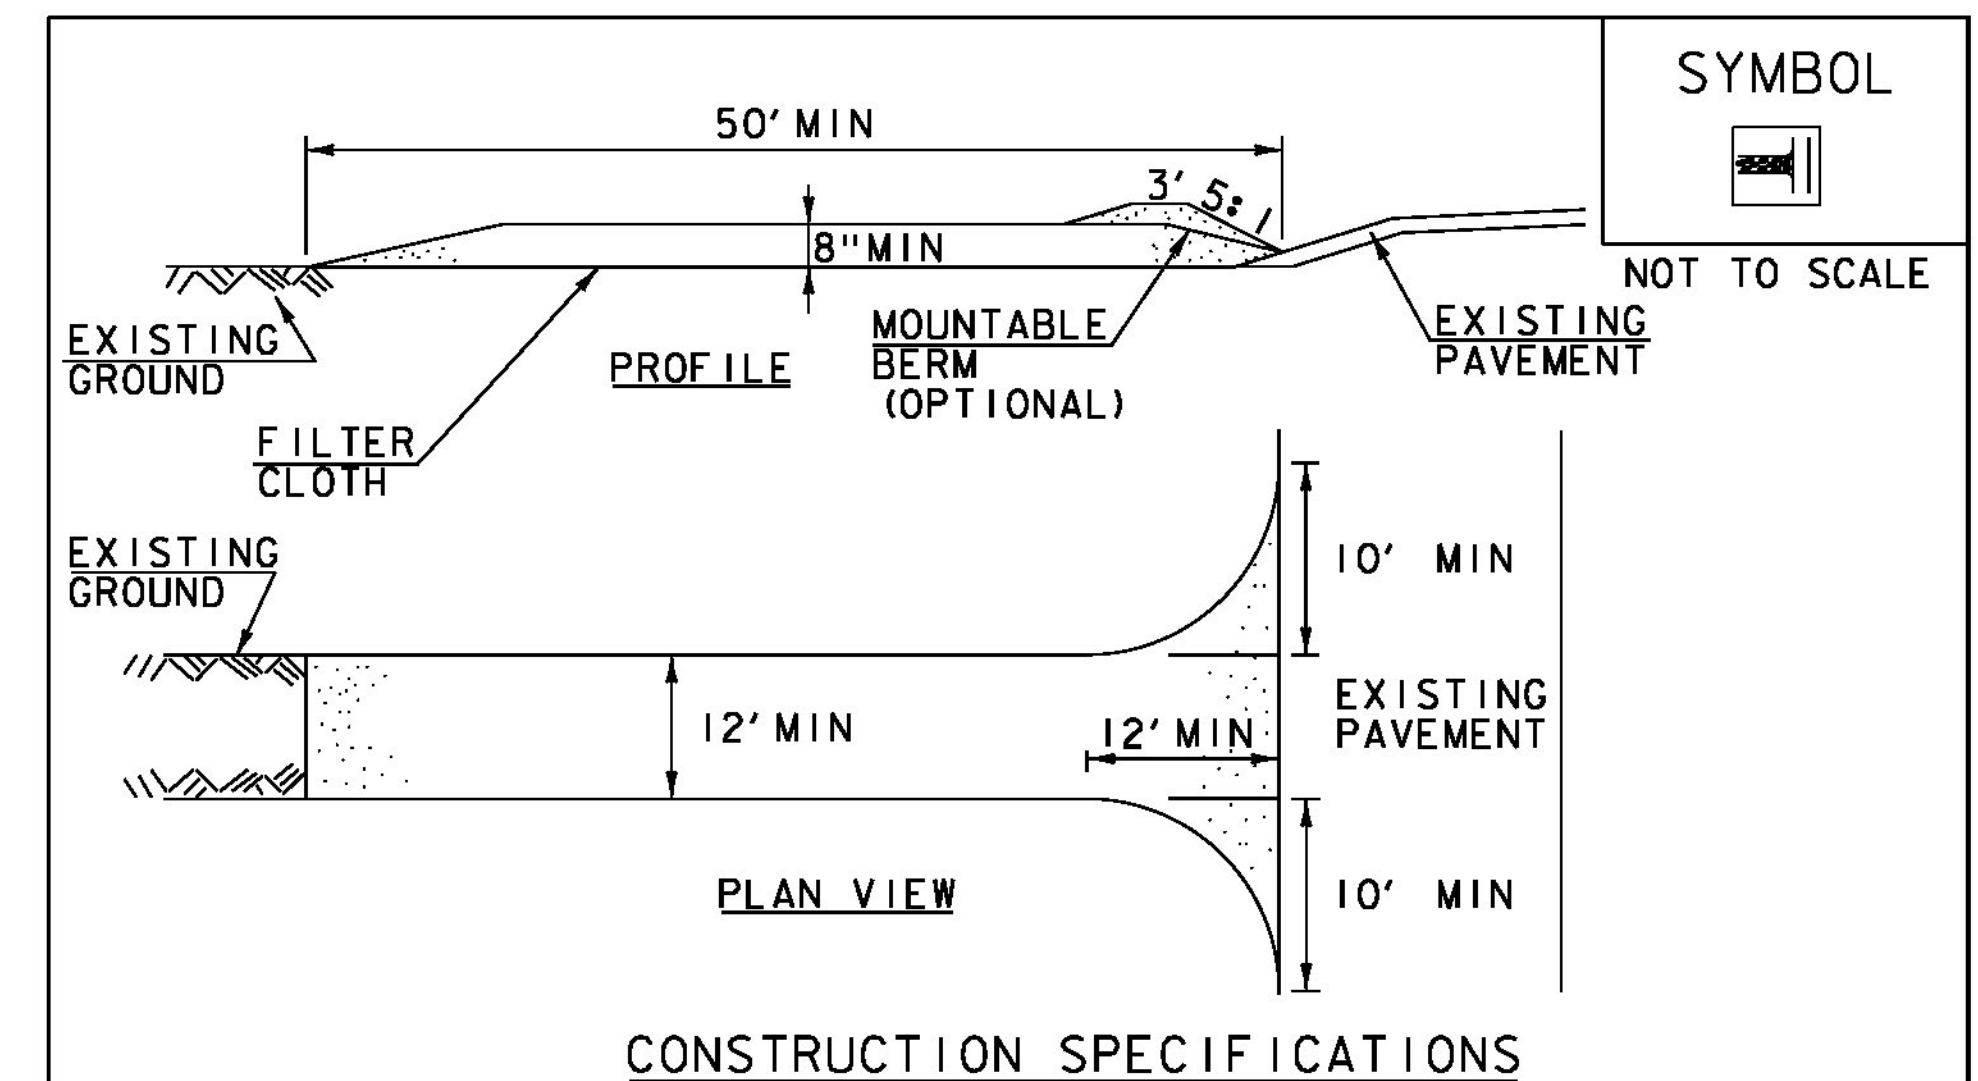 SYMBOL
NOT TO SCALE
50' MIN
3' 5:1
8" MIN
EXISTING
GROUND
FILTER
CLOTH
PROFILE
MOUNTABLE
BERM
(OPTIONAL)
EXISTING
PAVEMENT
EXISTING
GROUND
10' MIN
12' MIN
12' MIN
EXISTING
PAVEMENT
10' MIN
PLAN VIEW
CONSTRUCTION SPECIFICATIONS